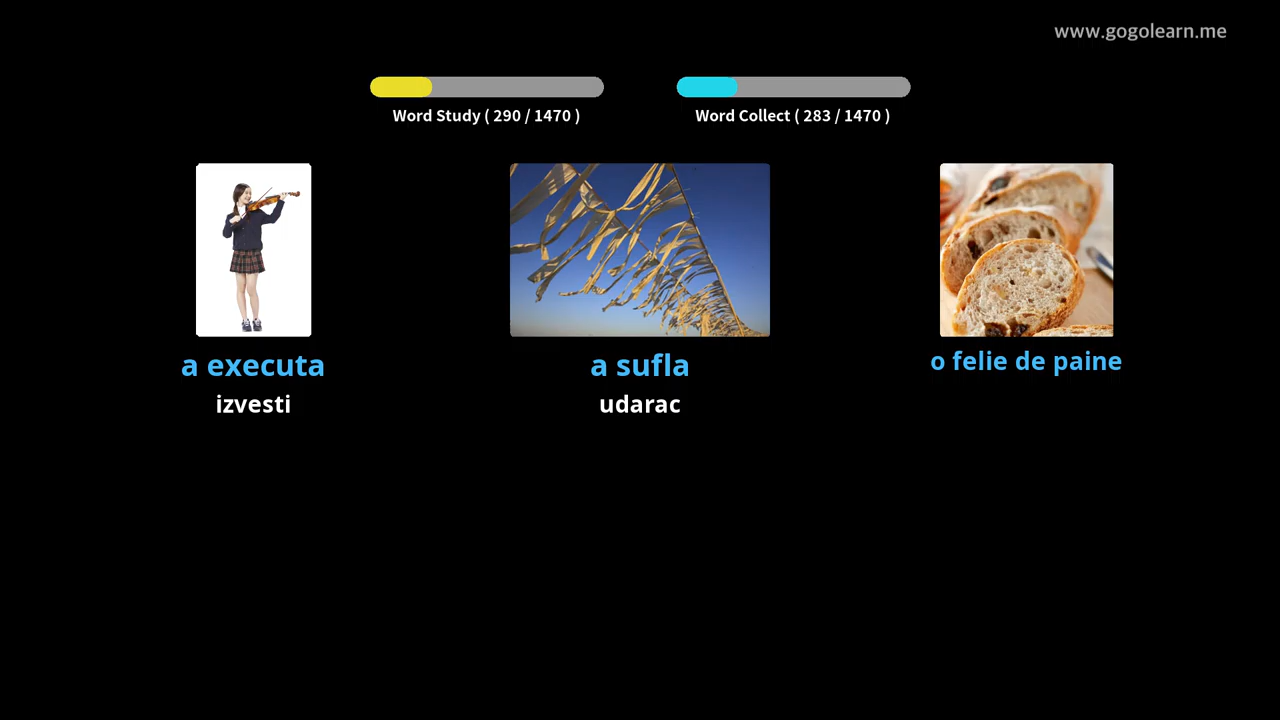 www.gogolearn.me
Word Study ( 290 / 1470 )
Word Collect ( 283 / 1470 )
a executa
izvesti
a sufla
udarac
o felie de paine